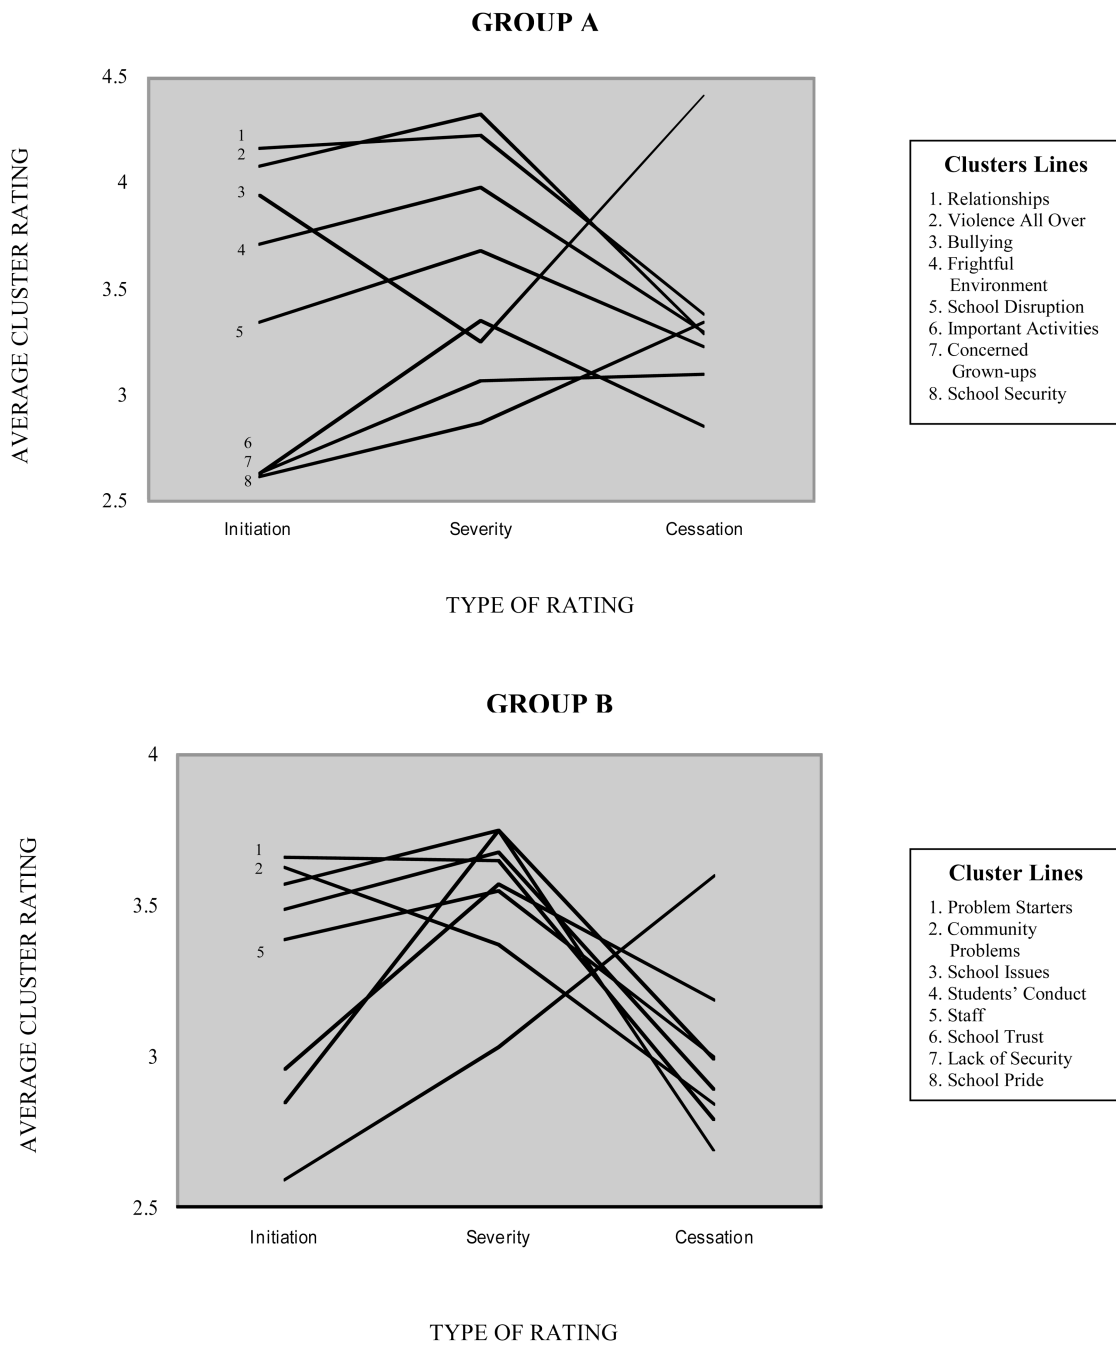 GROUP A
AVERAGE CLUSTER RATING
4.5
4
3.5
3
2.5
1
2
3
4
5
6
7
8
Initiation Severity Cessation
TYPE OF RATING
Clusters Lines
1. Relationships
2. Violence All Over
3. Bullying
4. Frightful
Environment
5. School Disruption
6. Important Activities
7. Concerned
Grown-ups
8. School Security
GROUP B
AVERAGE CLUSTER RATING
4
3.5
3
2.5
1
2
5
Initiation Severity Cessation
TYPE OF RATING
Cluster Lines
1. Problem Starters
2. Community
Problems
3. School Issues
4. Students’ Conduct
5. Staff
6. School Trust
7. Lack of Security
8. School Pride